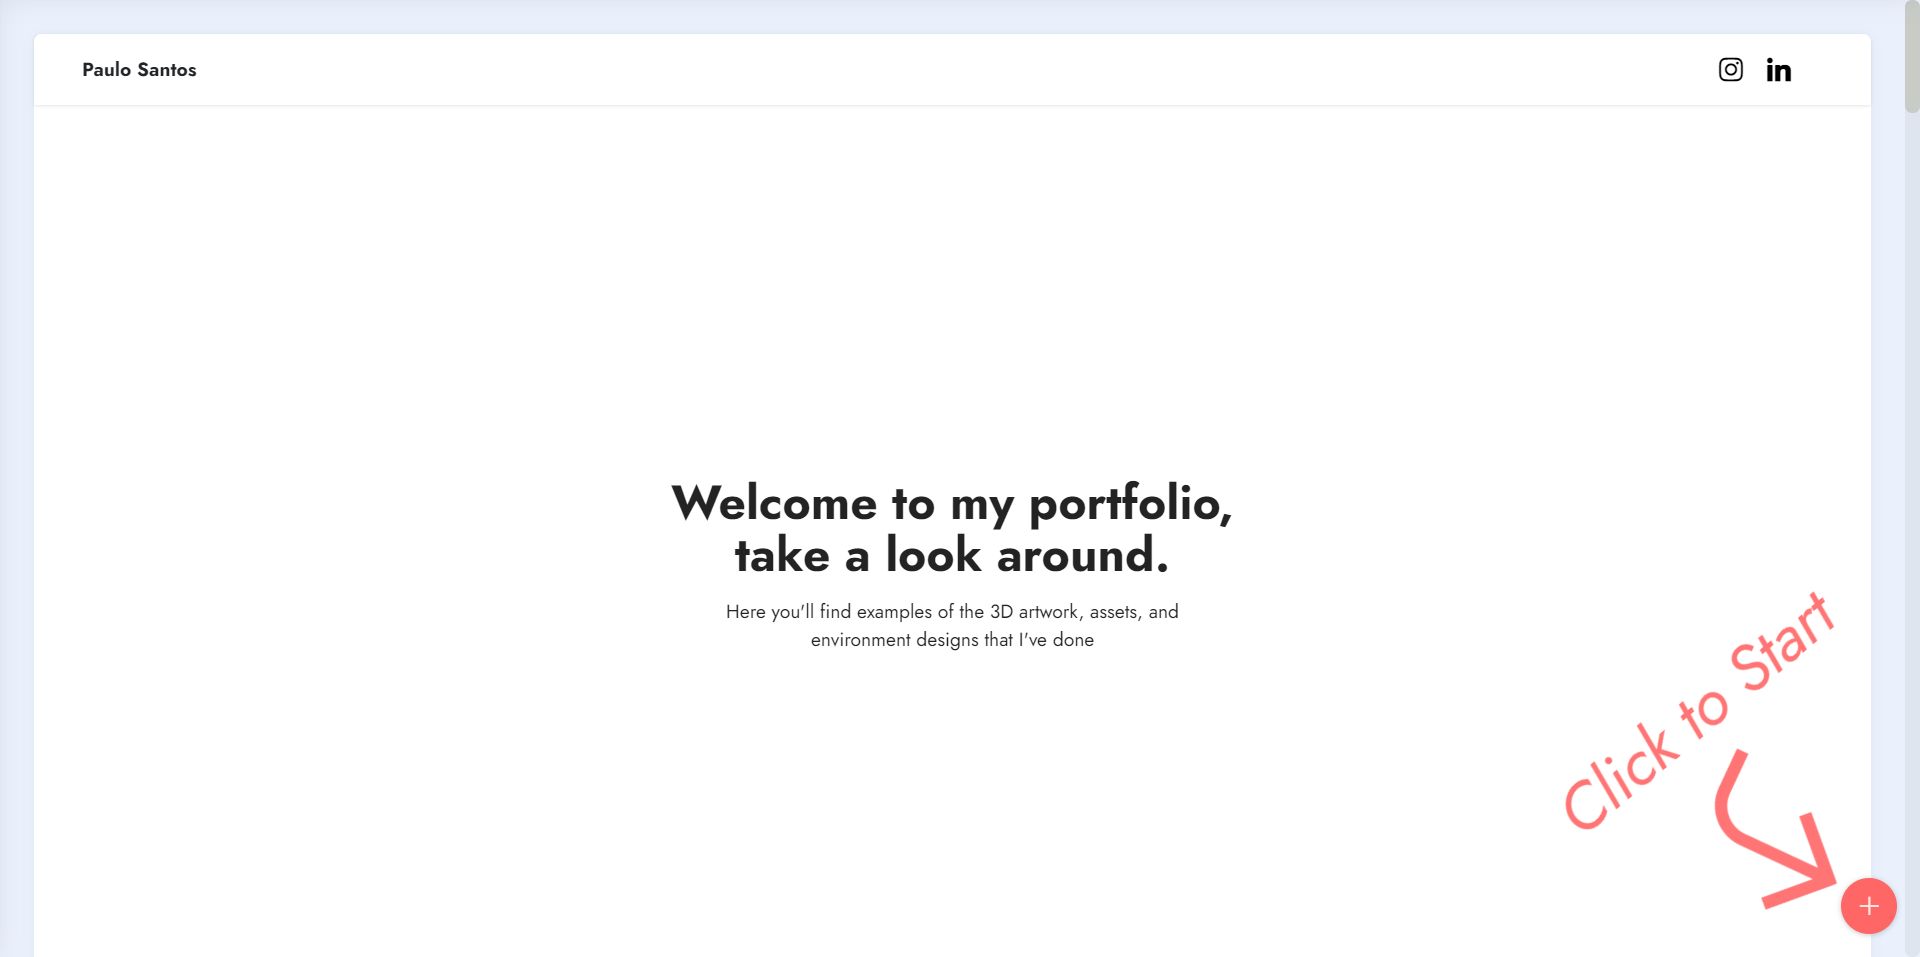 Paulo Santos
Welcome to my portfolio,
take a look around.
Here you'll find examples of the 3D artwork, assets, and
environment designs that I've done
Click to Start